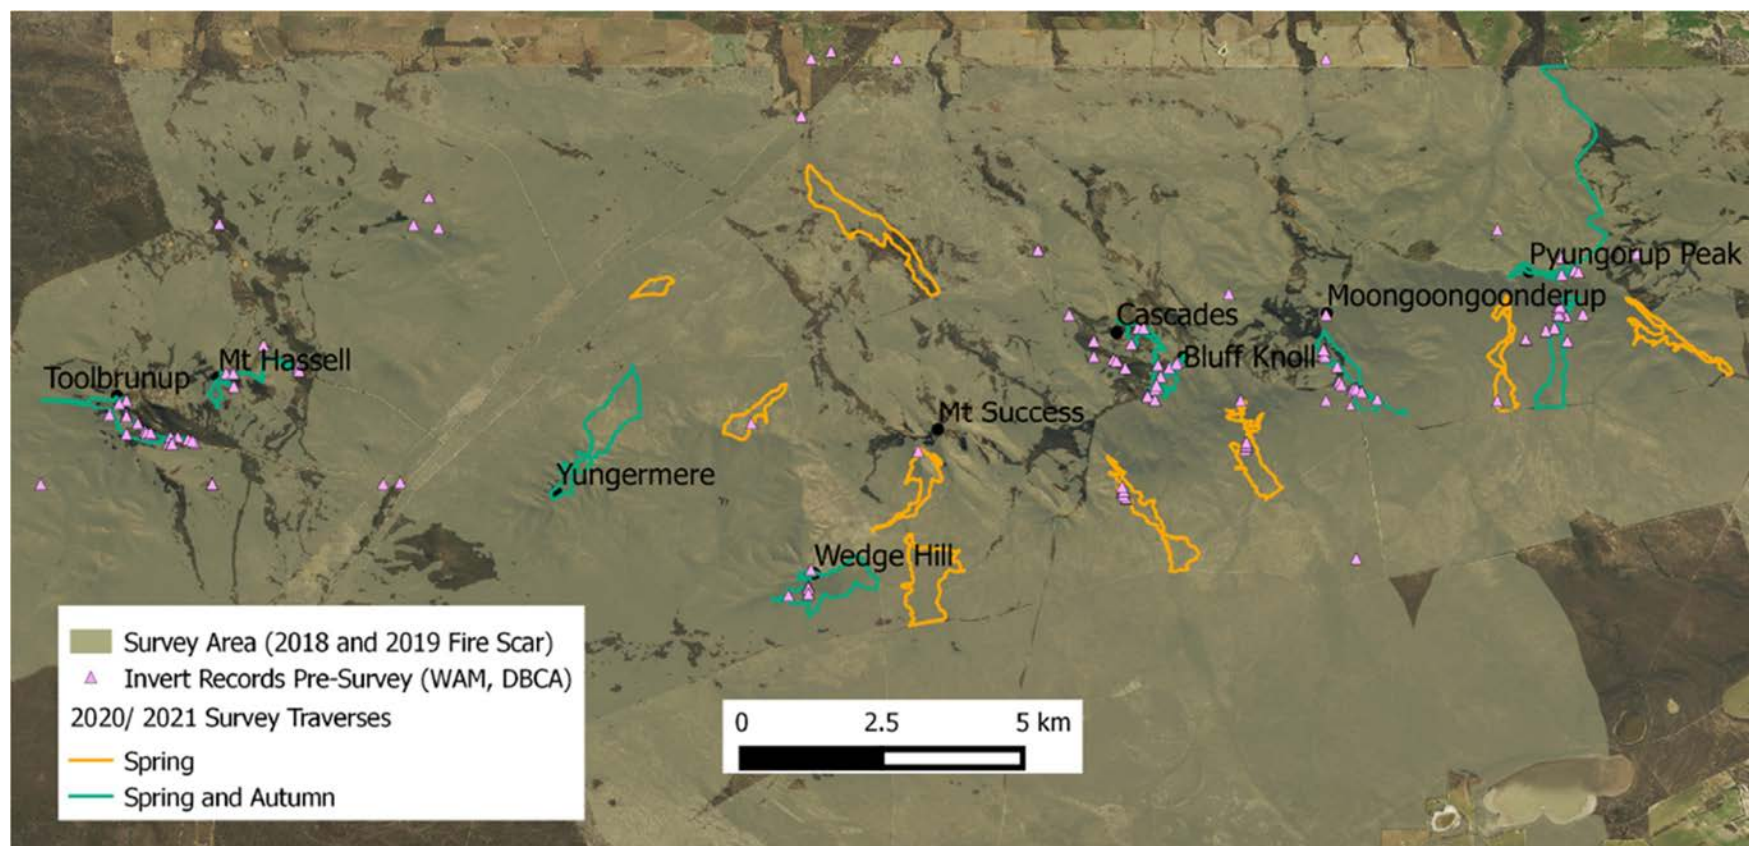 Pyungorup Peak
Moongoongoonderup
Cascades
Bluff Knoll
Mt Hassell
Toolbrunup
Mt Success
Yungermere
Wedge Hill
Survey Area (2018 and 2019 Fire Scar)
Invert Records Pre-Survey (WAM, DBCA)
2020/ 2021 Survey Traverses
Spring
Spring and Autumn
0 2.5 5 km